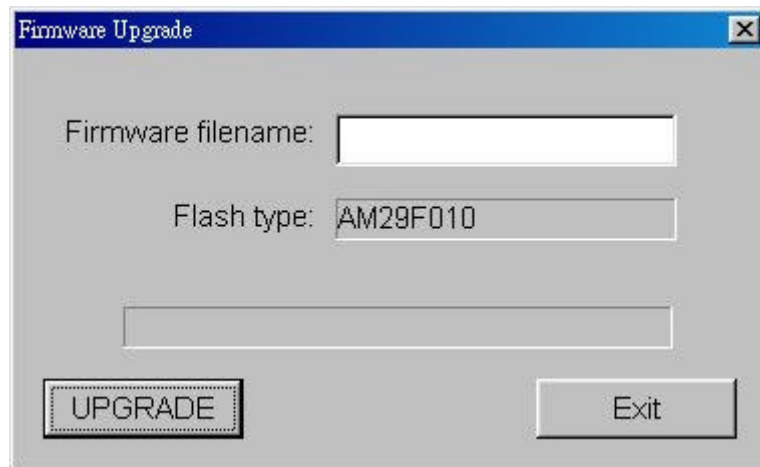 Firmware Upgrade
Firmware filename:
Flash type: AM29F010
UPGRADE Exit